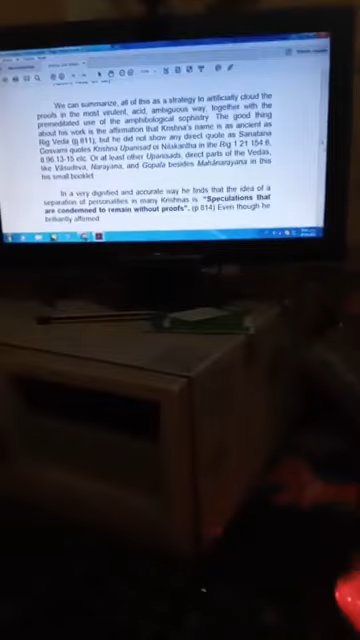 We can summarize, all of this as a strategy to artificially cloud the
proofs in the most virulent, acid, ambiguous way, together with the
premeditated use of the amphibological sophistry. The good thing
about his work is the affirmation that Krishna's name is as ancient as
Rig Veda (p.811), but he did not show any direct quote as Sanatana
Gosvami quotes Krishna Upanisad o Nilakantha in the Rig 1 21 154 6,
8.96.13-15 etc. Or at least other Upanisads, direct parts of the Vedas,
like Vāsudeva, Narayana, and Gopala besides Mahānarayana in this
his small booklet.
In a very dignified and accurate way he finds that the idea of a
separation of personalities in many Krishnas is "Speculations that
are condemned to remain without proofs". (p 814) Even though he
brilliantly affirmed